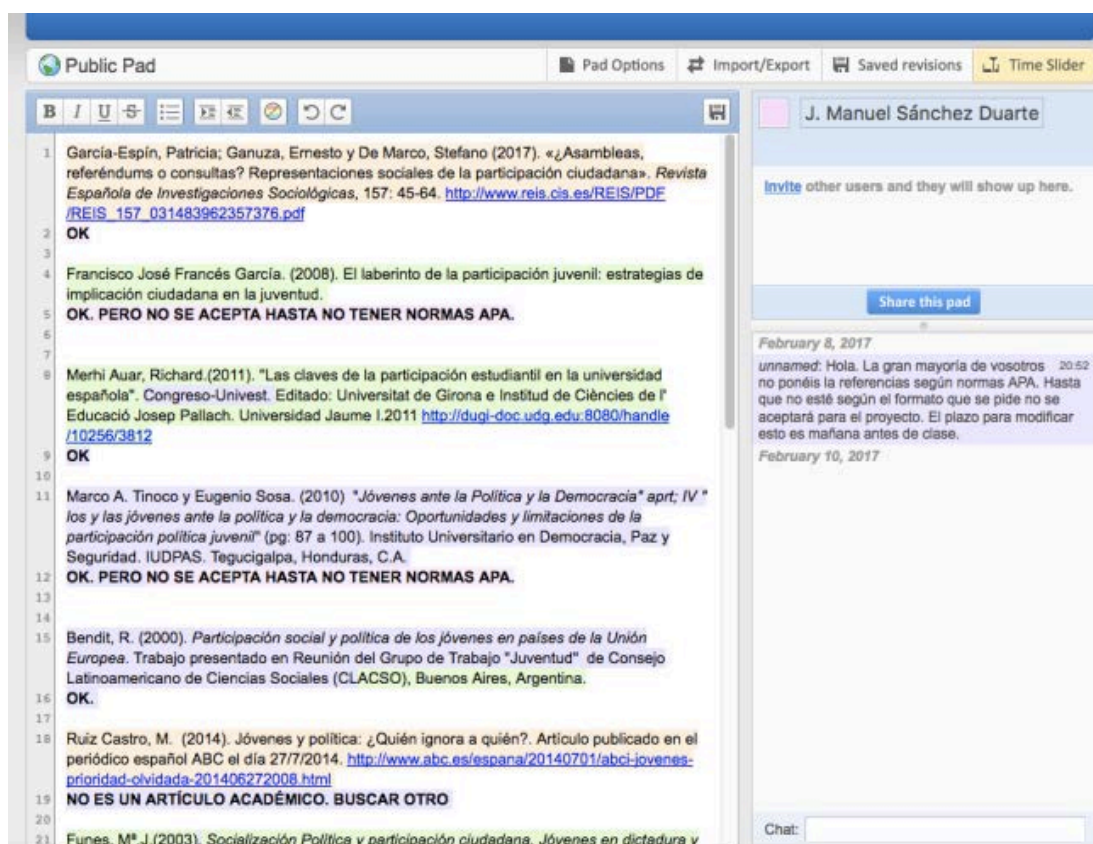 Public Pad
Pad Options
Import/Export
Saved revisions
Time Slider
B I U S
1 García-Espín, Patricia; Ganuza, Ernesto y De Marco, Stefano (2017). «¿Asambleas,
referéndums o consultas? Representaciones sociales de la participación ciudadana». Revista
Española de Investigaciones Sociológicas, 157: 45-64. http://www.reis.cis.es/REIS/PDF
/REIS_157_031483962357376.pdf
2 OK
3
4 Francisco José Francés García. (2008). El laberinto de la participación juvenil: estrategias de
implicación ciudadana en la juventud.
5 OK. PERO NO SE ACEPTA HASTA NO TENER NORMAS APA.
6
7
8 Merhi Auar, Richard.(2011). "Las claves de la participación estudiantil en la universidad
española". Congreso-Univest. Editado: Universitat de Girona e Institud de Ciències de l'
Educació Josep Pallach. Universidad Jaume I.2011 http://dugi-doc.udg.edu:8080/handle
/10256/3812
9 OK
10
11 Marco A. Tinoco y Eugenio Sosa. (2010) "Jóvenes ante la Política y la Democracia" aprt; IV "
los y las jóvenes ante la política y la democracia: Oportunidades y limitaciones de la
participación política juvenil" (pg: 87 a 100). Instituto Universitario en Democracia, Paz y
Seguridad. IUDPAS. Tegucigalpa, Honduras, C.A.
12 OK. PERO NO SE ACEPTA HASTA NO TENER NORMAS APA.
13
14
15 Bendit, R. (2000). Participación social y política de los jóvenes en países de la Unión
Europea. Trabajo presentado en Reunión del Grupo de Trabajo "Juventud" de Consejo
Latinoamericano de Ciencias Sociales (CLACSO), Buenos Aires, Argentina.
16 OK.
17
18 Ruiz Castro, M. (2014). Jóvenes y política: ¿Quién ignora a quién?. Artículo publicado en el
periódico español ABC el día 27/7/2014. http://www.abc.es/espana/20140701/abci-jovenes-
prioridad-olvidada-201406272008.html
19 NO ES UN ARTÍCULO ACADÉMICO. BUSCAR OTRO
20
21 Funes, Mª J.(2003). Socialización Política y participación ciudadana. Jóvenes en dictadura y
J. Manuel Sánchez Duarte
Invite other users and they will show up here.
Share this pad
February 8, 2017
unnamed: Hola. La gran mayoría de vosotros 20:52
no ponéis la referencias según normas APA. Hasta
que no esté según el formato que se pide no se
aceptará para el proyecto. El plazo para modificar
esto es mañana antes de clase.
February 10, 2017
Chat: